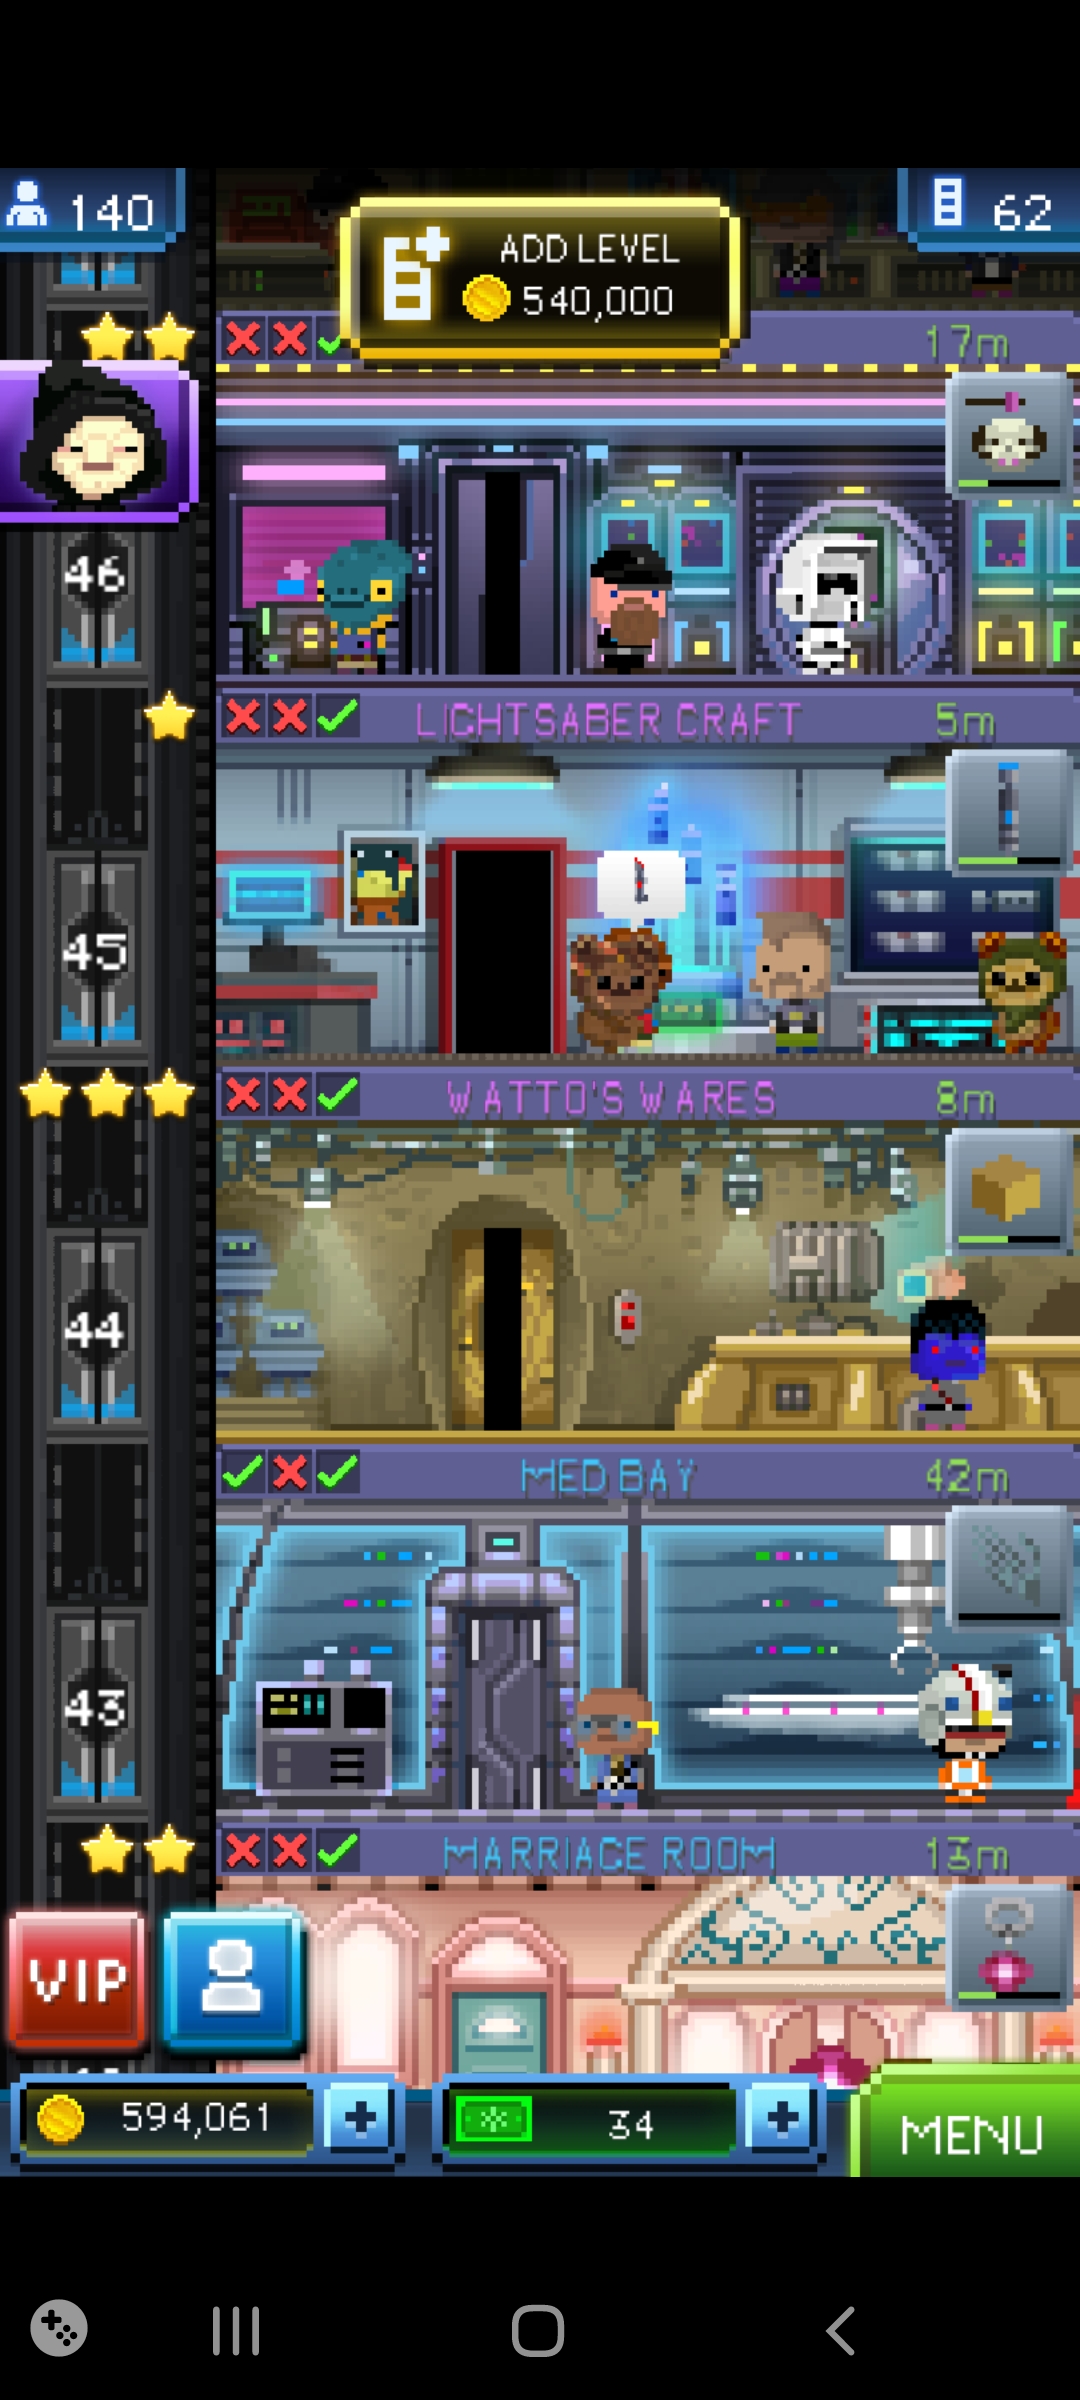 140
62
ADD LEVEL
540,000
17m
46
LIGHTSABER CRAFT
5m
45
WATTO'S WARES
8m
44
MED BAY
42m
43
MARRIAGE ROOM
13m
VIP
594,061
34
MENU